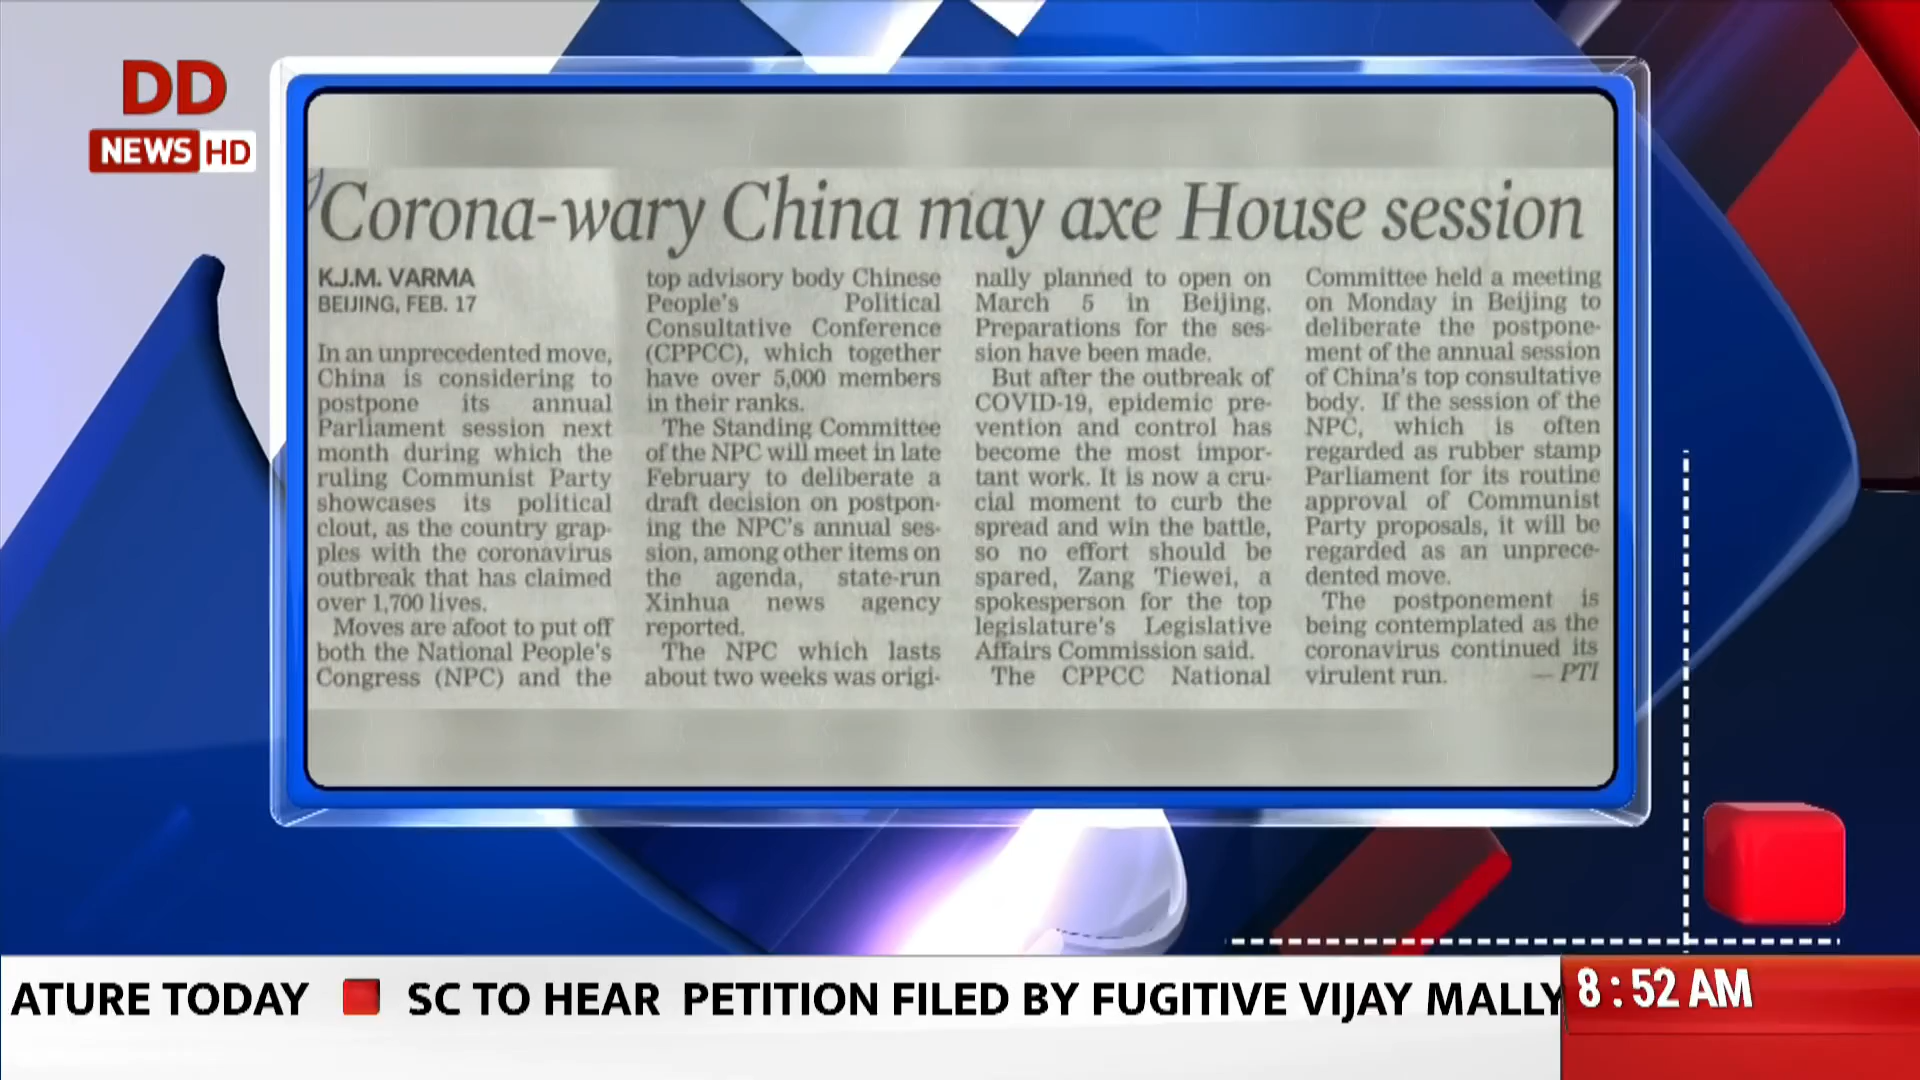 DD
NEWS HD
Corona-wary China may axe House session
K.J.M. VARMA
BEIJING, FEB. 17
In an unprecedented move,
China is considering to
postpone its annual
Parliament session next
month during which the
ruling Communist Party
showcases its political
clout, as the country grap-
ples with the coronavirus
outbreak that has claimed
over 1,700 lives.
Moves are afoot to put off
both the National People's
Congress (NPC) and the
top advisory body Chinese
People's Political
Consultative Conference
(CPPCC), which together
have over 5,000 members
in their ranks.
The Standing Committee
of the NPC will meet in late
February to deliberate a
draft decision on postpon-
ing the NPC's annual ses-
sion, among other items on
the agenda, state-run
Xinhua news agency
reported.
The NPC which lasts
about two weeks was origi-
nally planned to open on
March 5 in Beijing.
Preparations for the ses-
sion have been made.
But after the outbreak of
COVID-19, epidemic pre-
vention and control has
become the most impor-
tant work. It is now a cru-
cial moment to curb the
spread and win the battle,
so no effort should be
spared, Zang Tiewei, a
spokesperson for the top
legislature's Legislative
Affairs Commission said.
The CPPCC National
Committee held a meeting
on Monday in Beijing to
deliberate the postpone-
ment of the annual session
of China's top consultative
body. If the session of the
NPC, which is often
regarded as rubber stamp
Parliament for its routine
approval of Communist
Party proposals, it will be
regarded as an unprece-
dented move.
The postponement is
being contemplated as the
coronavirus continued its
virulent run. — PTI
ATURE TODAY SC TO HEAR PETITION FILED BY FUGITIVE VIJAY MALLY
8:52 AM